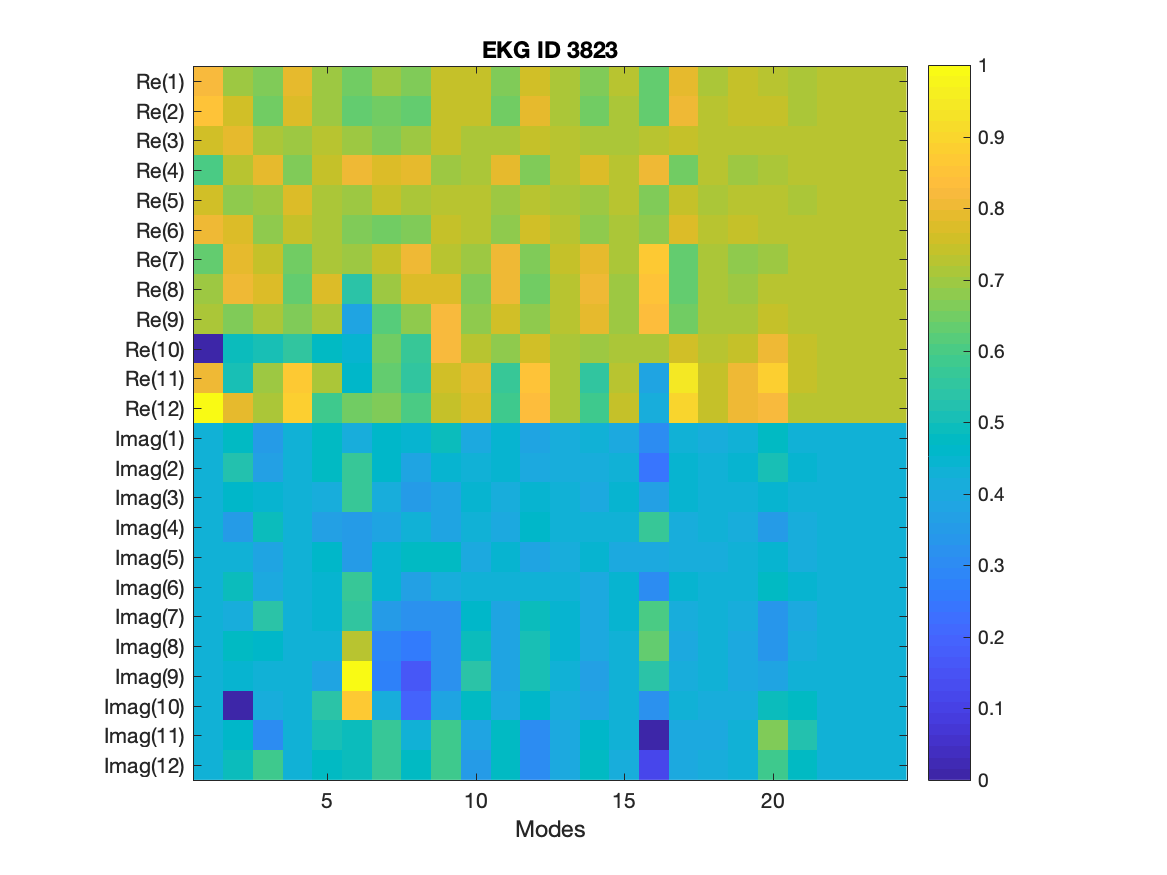 EKG ID 3823
Re(1)
Re(2)
Re(3)
Re(4)
Re(5)
Re(6)
Re(7)
Re(8)
Re(9)
Re(10)
Re(11)
Re(12)
Imag(1)
Imag(2)
Imag(3)
Imag(4)
Imag(5)
Imag(6)
Imag(7)
Imag(8)
Imag(9)
Imag(10)
Imag(11)
Imag(12)
5 10 15 20
Modes
1
0.9
0.8
0.7
0.6
0.5
0.4
0.3
0.2
0.1
0